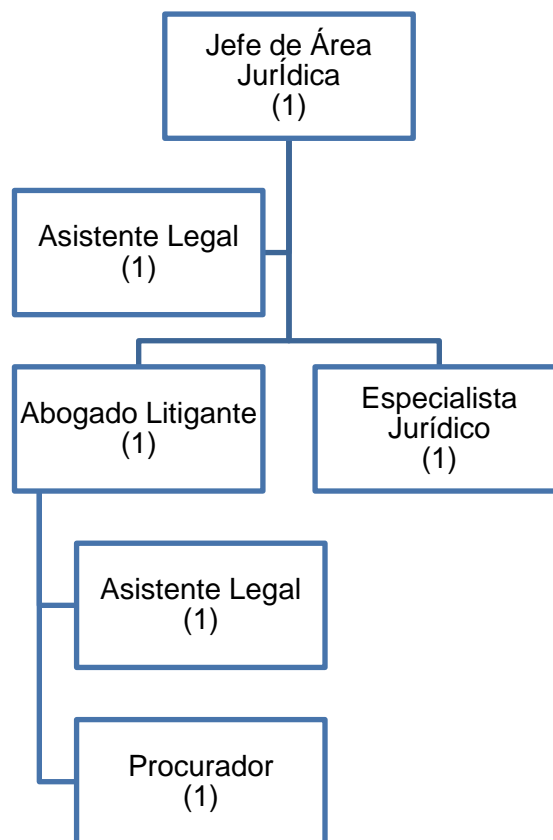 Jefe de Área
JurÍdica
(1)
Asistente Legal
(1)
Abogado Litigante
(1)
Especialista
Jurídico
(1)
Asistente Legal
(1)
Procurador
(1)